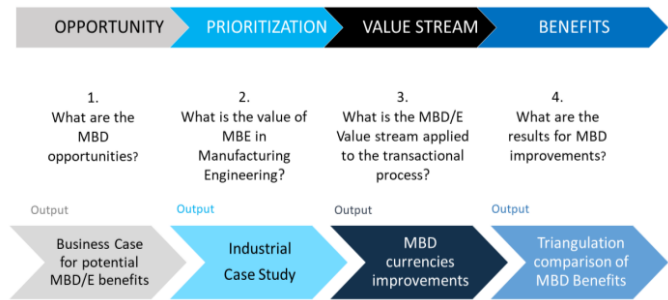 OPPORTUNITY
PRIORITIZATION
VALUE STREAM
BENEFITS
1.
What are the
MBD
opportunities?
2.
What is the value of
MBE in
Manufacturing
Engineering?
3.
What is the MBD/E
Value stream applied
to the transactional
process?
4.
What are the
results for MBD
improvements?
Output
Output
Output
Output
Business Case
for potential
MBD/E benefits
Industrial
Case Study
MBD
currencies
improvements
Triangulation
comparison of
MBD Benefits